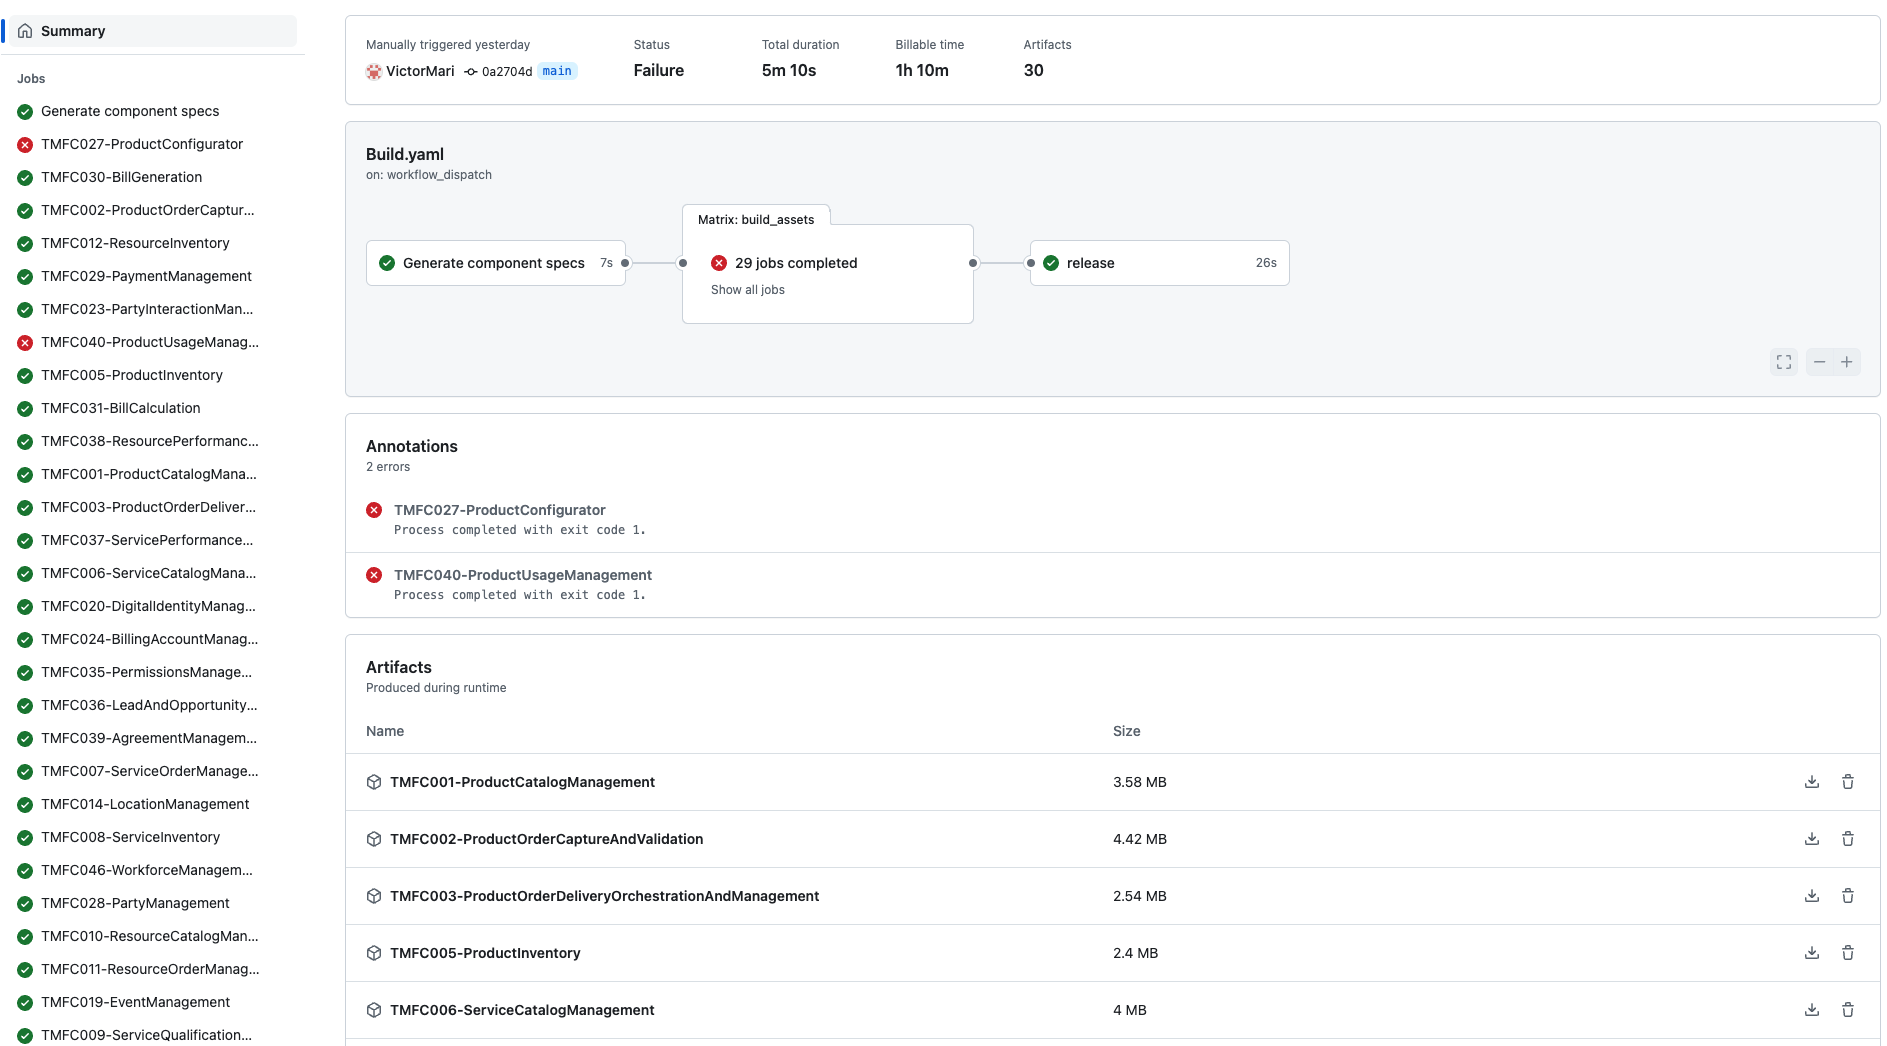 Summary
Jobs
Generate component specs
TMFC027-ProductConfigurator
TMFC030-BillGeneration
TMFC002-ProductOrderCaptur...
TMFC012-ResourceInventory
TMFC029-PaymentManagement
TMFC023-PartyInteractionMan...
TMFC040-ProductUsageManag...
TMFC005-ProductInventory
TMFC031-BillCalculation
TMFC038-ResourcePerformanc...
TMFC001-ProductCatalogMana...
TMFC003-ProductOrderDeliver...
TMFC037-ServicePerformance...
TMFC006-ServiceCatalogMana...
TMFC020-DigitalIdentityManag...
TMFC024-BillingAccountManag...
TMFC035-PermissionsManage...
TMFC036-LeadAndOpportunity...
TMFC039-AgreementManagem...
TMFC007-ServiceOrderManage...
TMFC014-LocationManagement
TMFC008-ServiceInventory
TMFC046-WorkforceManagem...
TMFC028-PartyManagement
TMFC010-ResourceCatalogMan...
TMFC011-ResourceOrderManag...
TMFC019-EventManagement
TMFC009-ServiceQualification...
Manually triggered yesterday
VictorMari 0a2704d main
Status
Failure
Total duration
5m 10s
Billable time
1h 10m
Artifacts
30
Build.yaml
on: workflow_dispatch
Generate component specs 7s
Matrix: build_assets
29 jobs completed
Show all jobs
release 26s
Annotations
2 errors
TMFC027-ProductConfigurator
Process completed with exit code 1.
TMFC040-ProductUsageManagement
Process completed with exit code 1.
Artifacts
Produced during runtime
Name Size
TMFC001-ProductCatalogManagement 3.58 MB
TMFC002-ProductOrderCaptureAndValidation 4.42 MB
TMFC003-ProductOrderDeliveryOrchestrationAndManagement 2.54 MB
TMFC005-ProductInventory 2.4 MB
TMFC006-ServiceCatalogManagement 4 MB